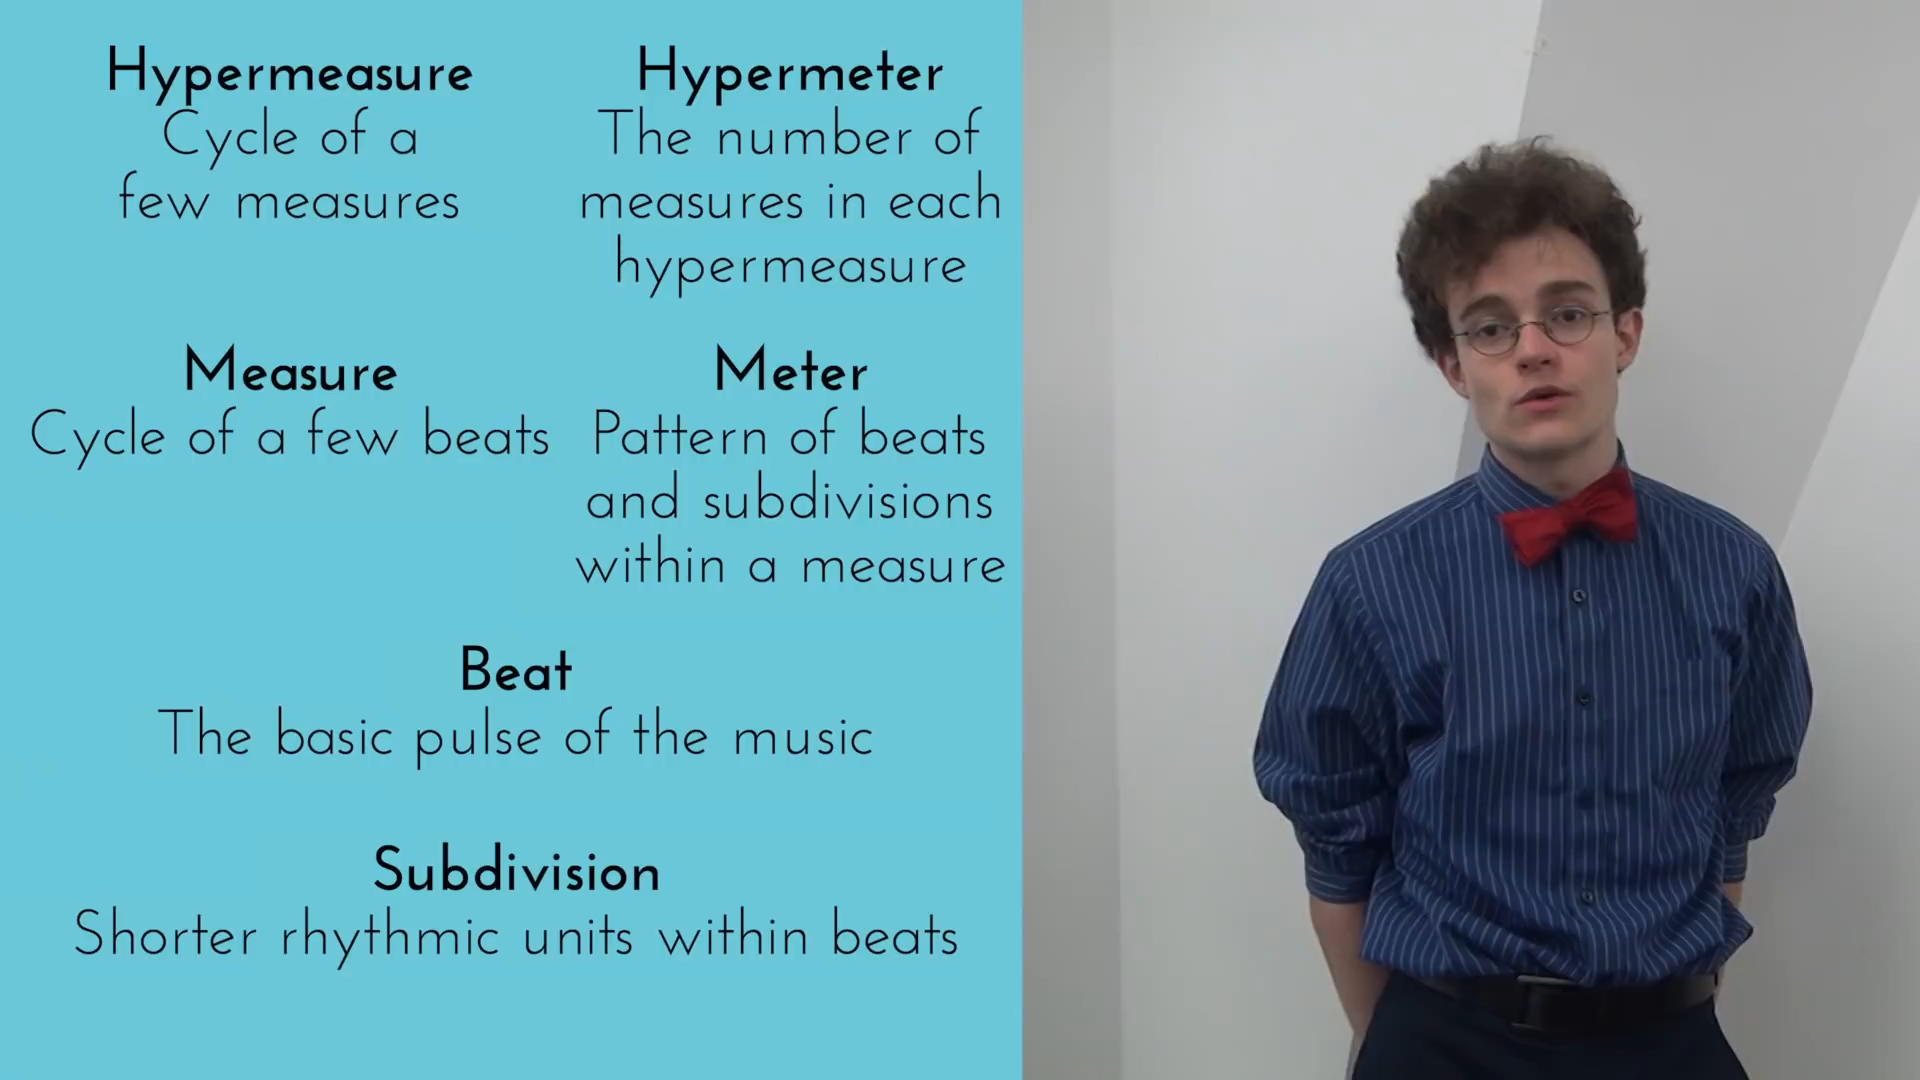 Hypermeasure
Cycle of a
few measures
Hypermeter
The number of
measures in each
hypermeasure
Measure
Cycle of a few beats
Meter
Pattern of beats
and subdivisions
within a measure
Beat
The basic pulse of the music
Subdivision
Shorter rhythmic units within beats